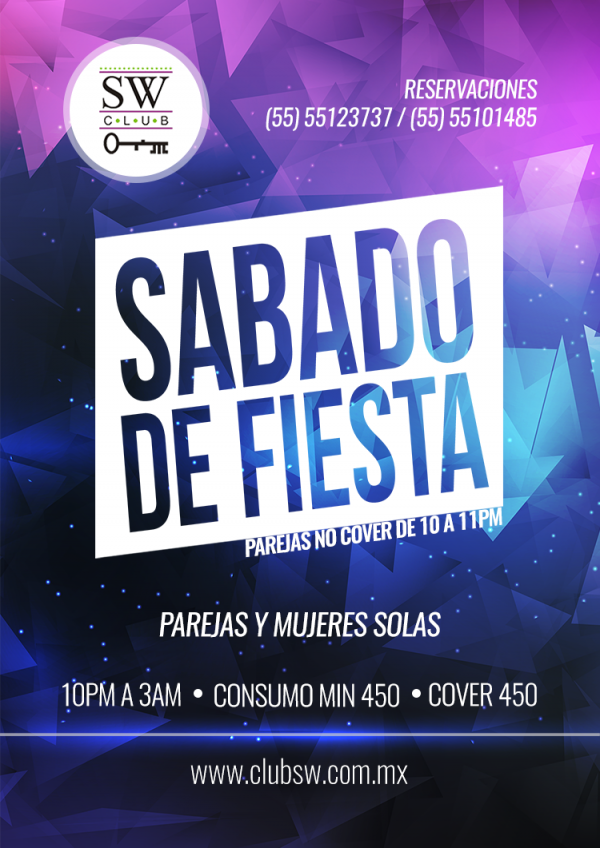 SW
C•L•U•B
RESERVACIONES
(55) 55123737 / (55) 55101485
SABADO
DE FIESTA
PAREJAS NO COVER DE 10 A 11PM
PAREJAS Y MUJERES SOLAS
10PM A 3AM • CONSUMO MIN 450 • COVER 450
www.clubsw.com.mx